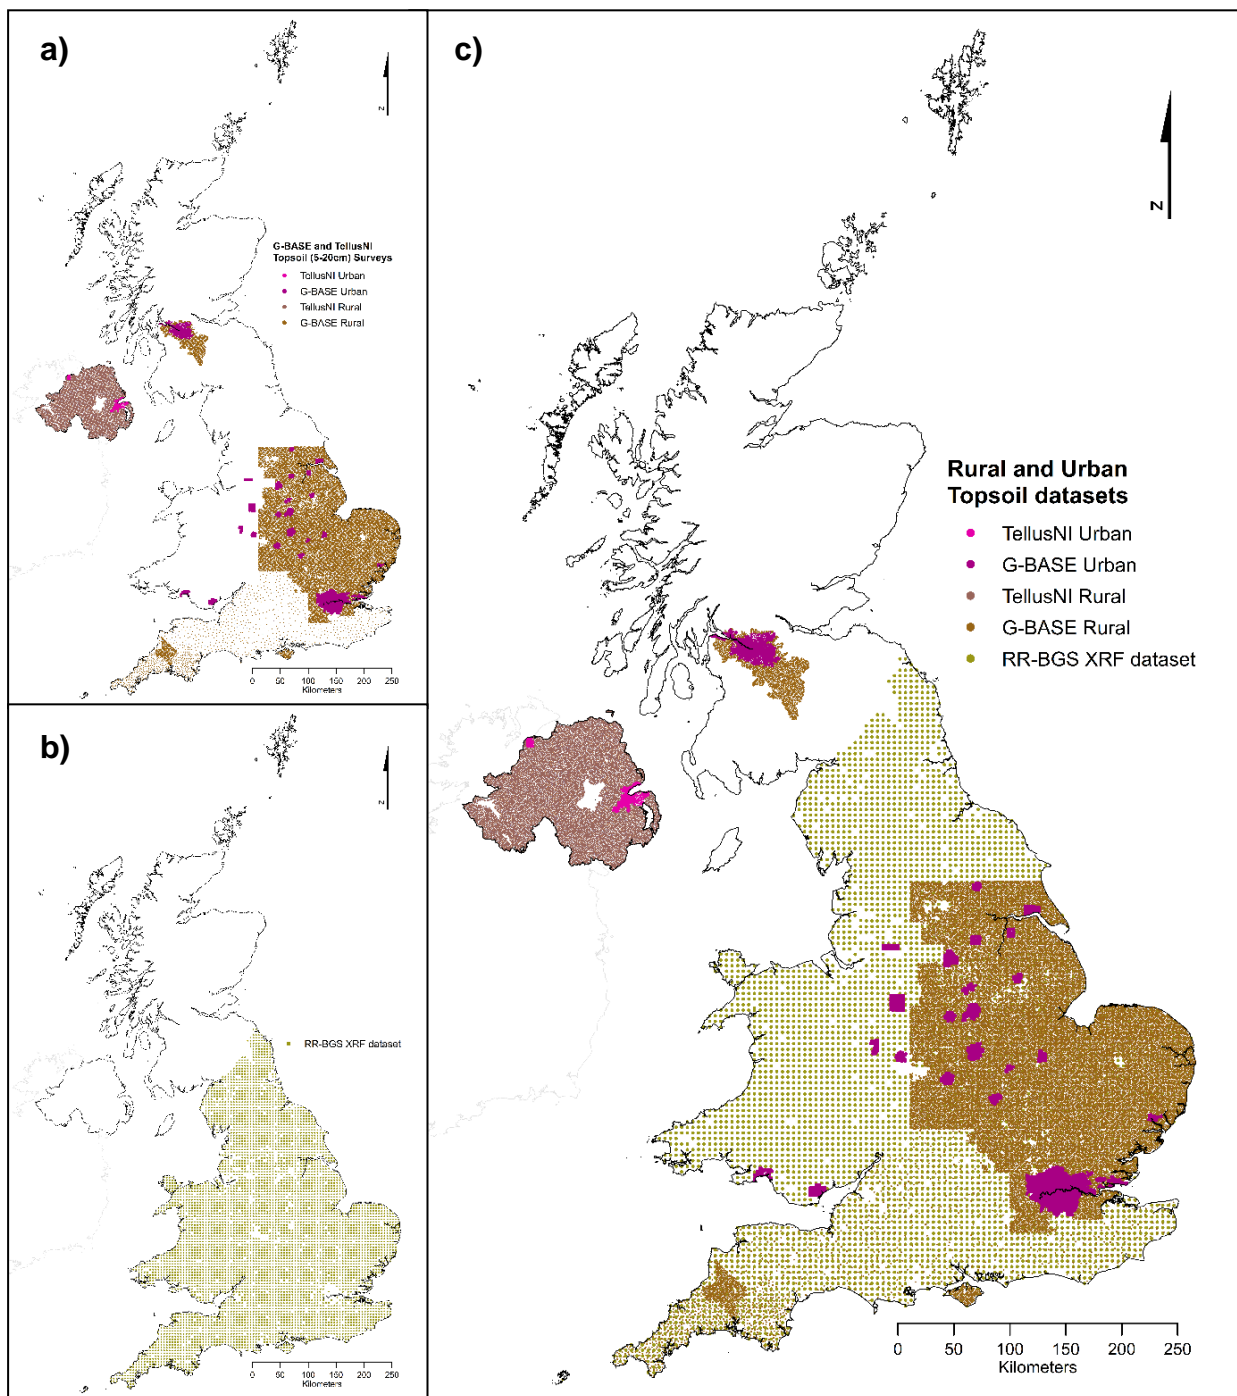 a)
N
G-BASE and TellusNI
Topsoil (5-20cm) Surveys
TellusNI Urban
G-BASE Urban
TellusNI Rural
G-BASE Rural
0 50 100 150 200 250
Kilometers
b)
N
RR-BGS XRF dataset
0 50 100 150 200 250
Kilometers
c)
N
Rural and Urban
Topsoil datasets
TellusNI Urban
G-BASE Urban
TellusNI Rural
G-BASE Rural
RR-BGS XRF dataset
0 50 100 150 200 250
Kilometers